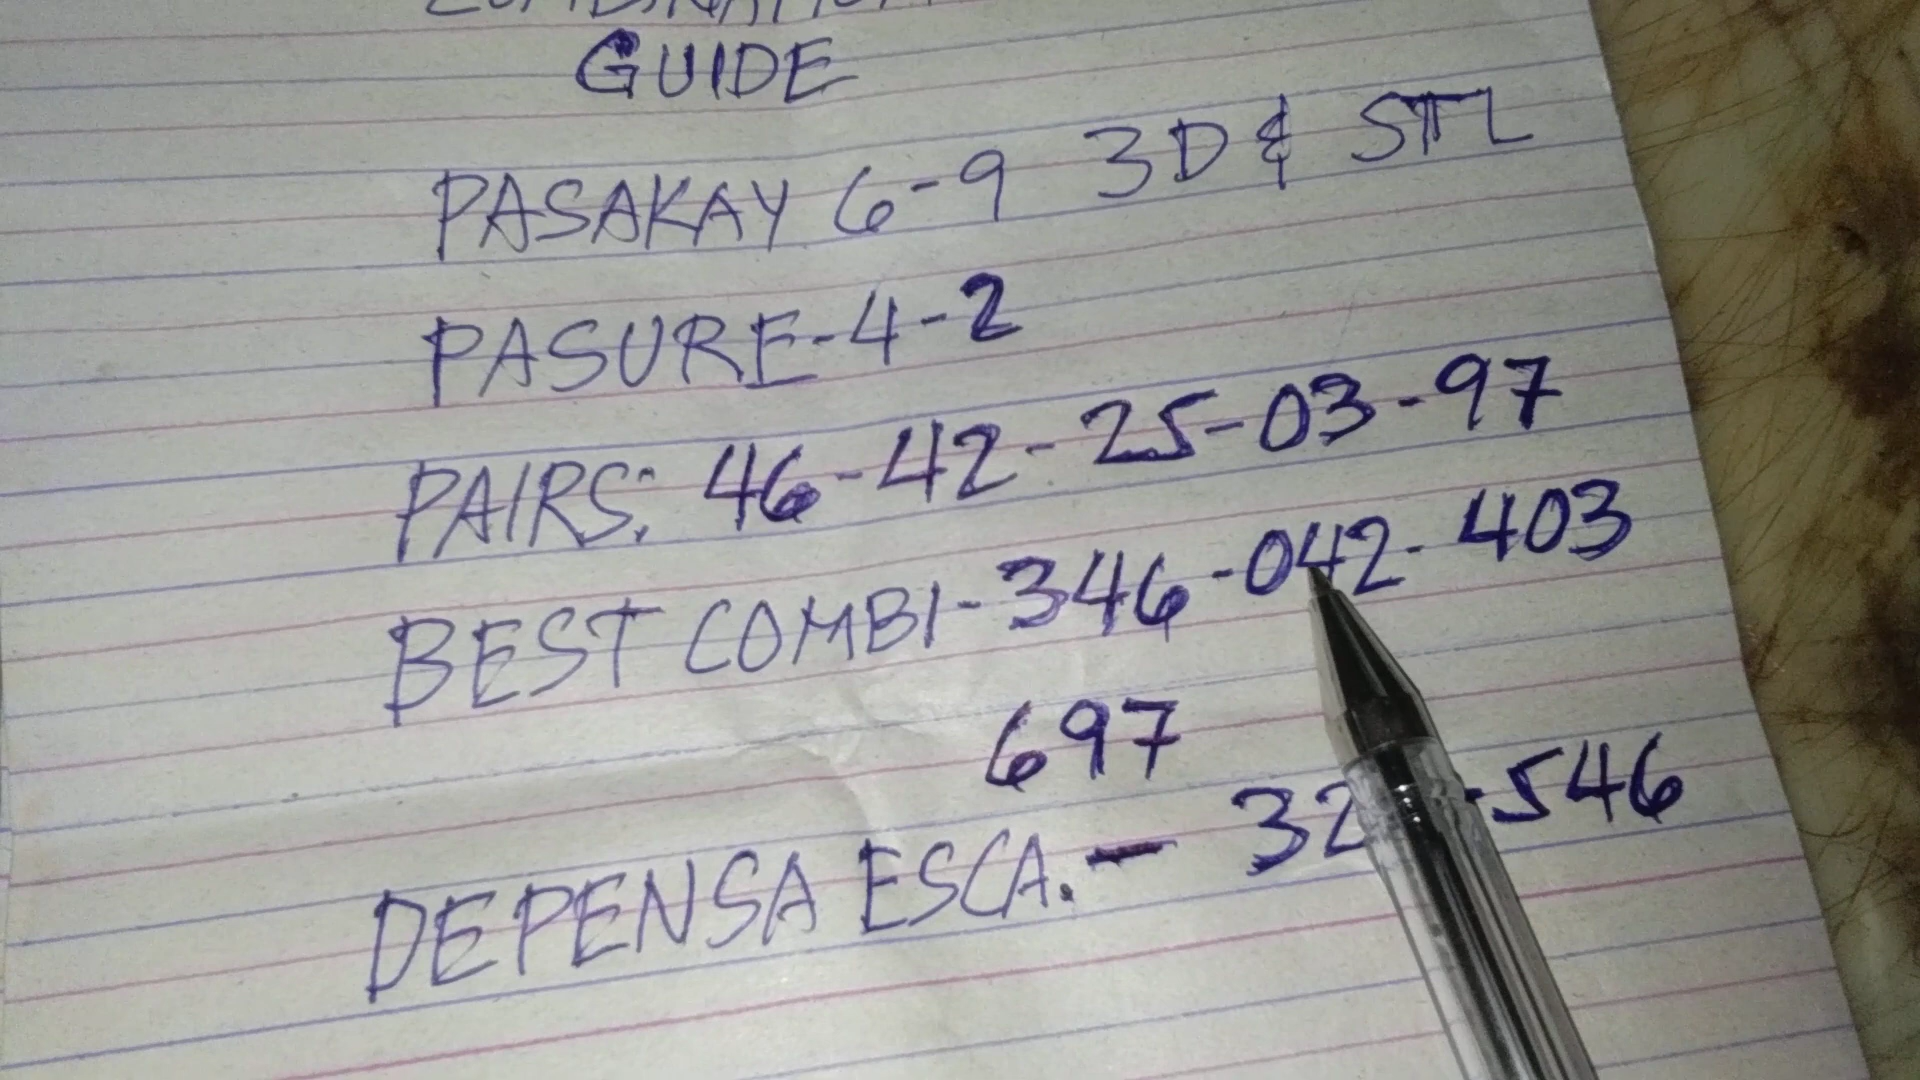 COMBINATION
GUIDE
PASAKAY 6-9 3D & STL
PASURE-4-2
PAIRS: 46-42-25-03-97
BEST COMBI-346-042-403
697
DEPENSA ESCA.- 32 -546